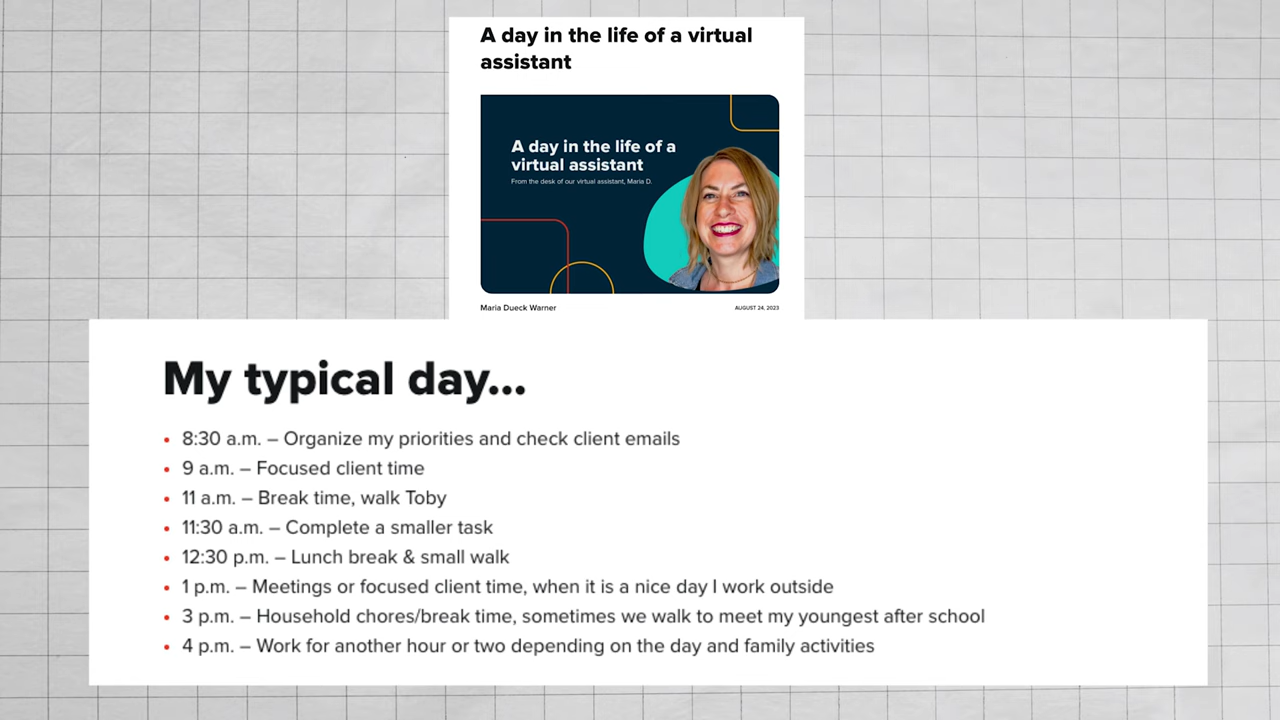 A day in the life of a virtual
assistant
A day in the life of a
virtual assistant
From the desk of our virtual assistant, Maria D.
Maria Dueck Warner
AUGUST 24, 2023
My typical day...
• 8:30 a.m. – Organize my priorities and check client emails
• 9 a.m. – Focused client time
• 11 a.m. – Break time, walk Toby
• 11:30 a.m. – Complete a smaller task
• 12:30 p.m. – Lunch break & small walk
• 1 p.m. – Meetings or focused client time, when it is a nice day I work outside
• 3 p.m. – Household chores/break time, sometimes we walk to meet my youngest after school
• 4 p.m. – Work for another hour or two depending on the day and family activities